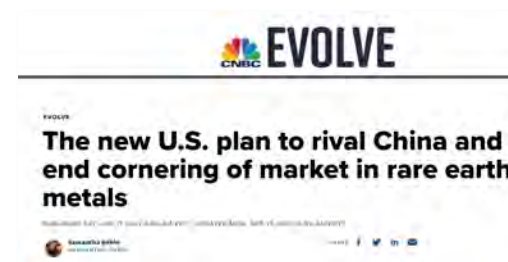 CNBC EVOLVE
EVOLVE
The new U.S. plan to rival China and
end cornering of market in rare earth
metals